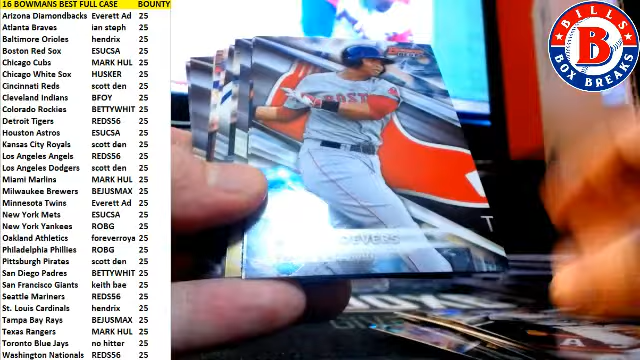 16 BOWMANS BEST FULL CASE BOUNTY
Arizona Diamondbacks Everett Ad 25
Atlanta Braves ian steph 25
Baltimore Orioles hendrix 25
Boston Red Sox ESUCSA 25
Chicago Cubs MARK HUL 25
Chicago White Sox HUSKER 25
Cincinnati Reds scott den 25
Cleveland Indians BFOY 25
Colorado Rockies BETTYWHIT 25
Detroit Tigers REDS56 25
Houston Astros ESUCSA 25
Kansas City Royals scott den 25
Los Angeles Angels REDS56 25
Los Angeles Dodgers scott den 25
Miami Marlins MARK HUL 25
Milwaukee Brewers BEJUSMAX 25
Minnesota Twins Everett Ad 25
New York Mets ESUCSA 25
New York Yankees ROBG 25
Oakland Athletics foreverroya 25
Philadelphia Phillies ROBG 25
Pittsburgh Pirates scott den 25
San Diego Padres BETTYWHIT 25
San Francisco Giants keith bae 25
Seattle Mariners REDS56 25
St. Louis Cardinals hendrix 25
Tampa Bay Rays BEJUSMAX 25
Texas Rangers MARK HUL 25
Toronto Blue Jays no hitter 25
Washington Nationals REDS56 25
BILLS
B
BOX BREAKS
BOSTON
DEVERS